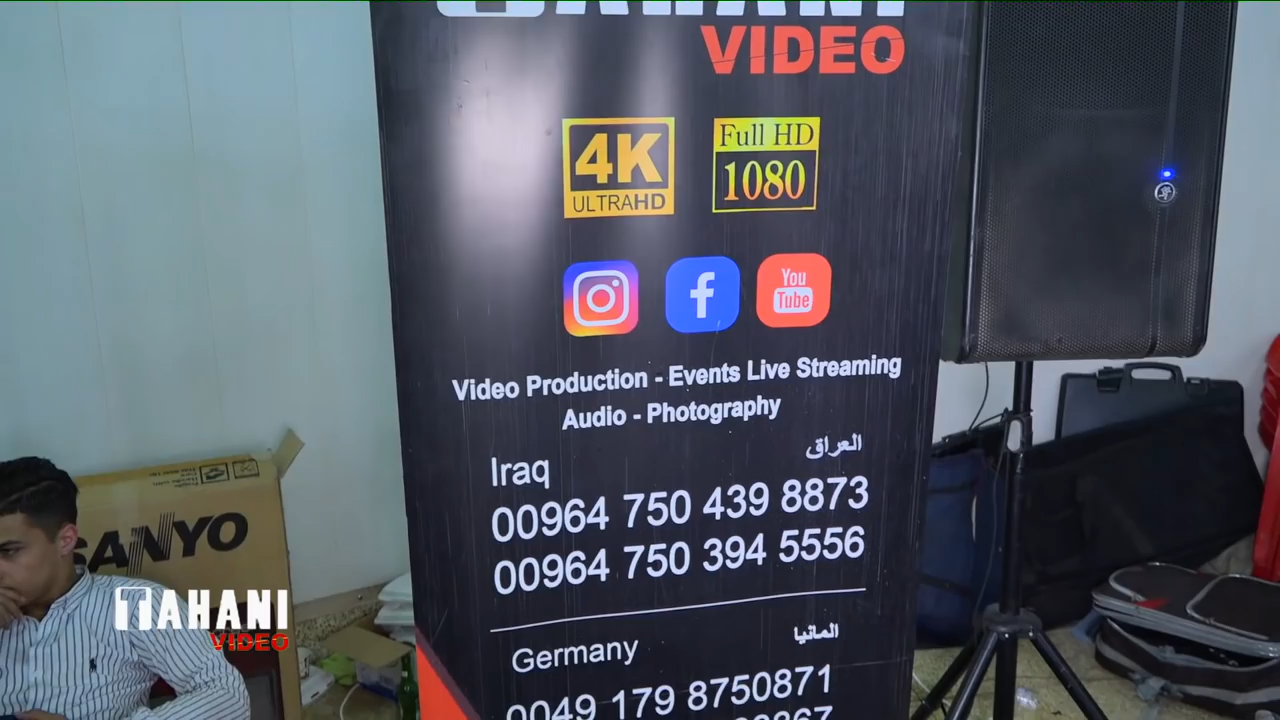 TAHANI
VIDEO
4K
ULTRAHD
Full HD
1080
You
Tube
Video Production - Events Live Streaming
Audio - Photography
العراق
Iraq
00964 750 439 8873
00964 750 394 5556
المانيا
Germany
0049 179 8750871
SANYO
TAHANI
VIDEO